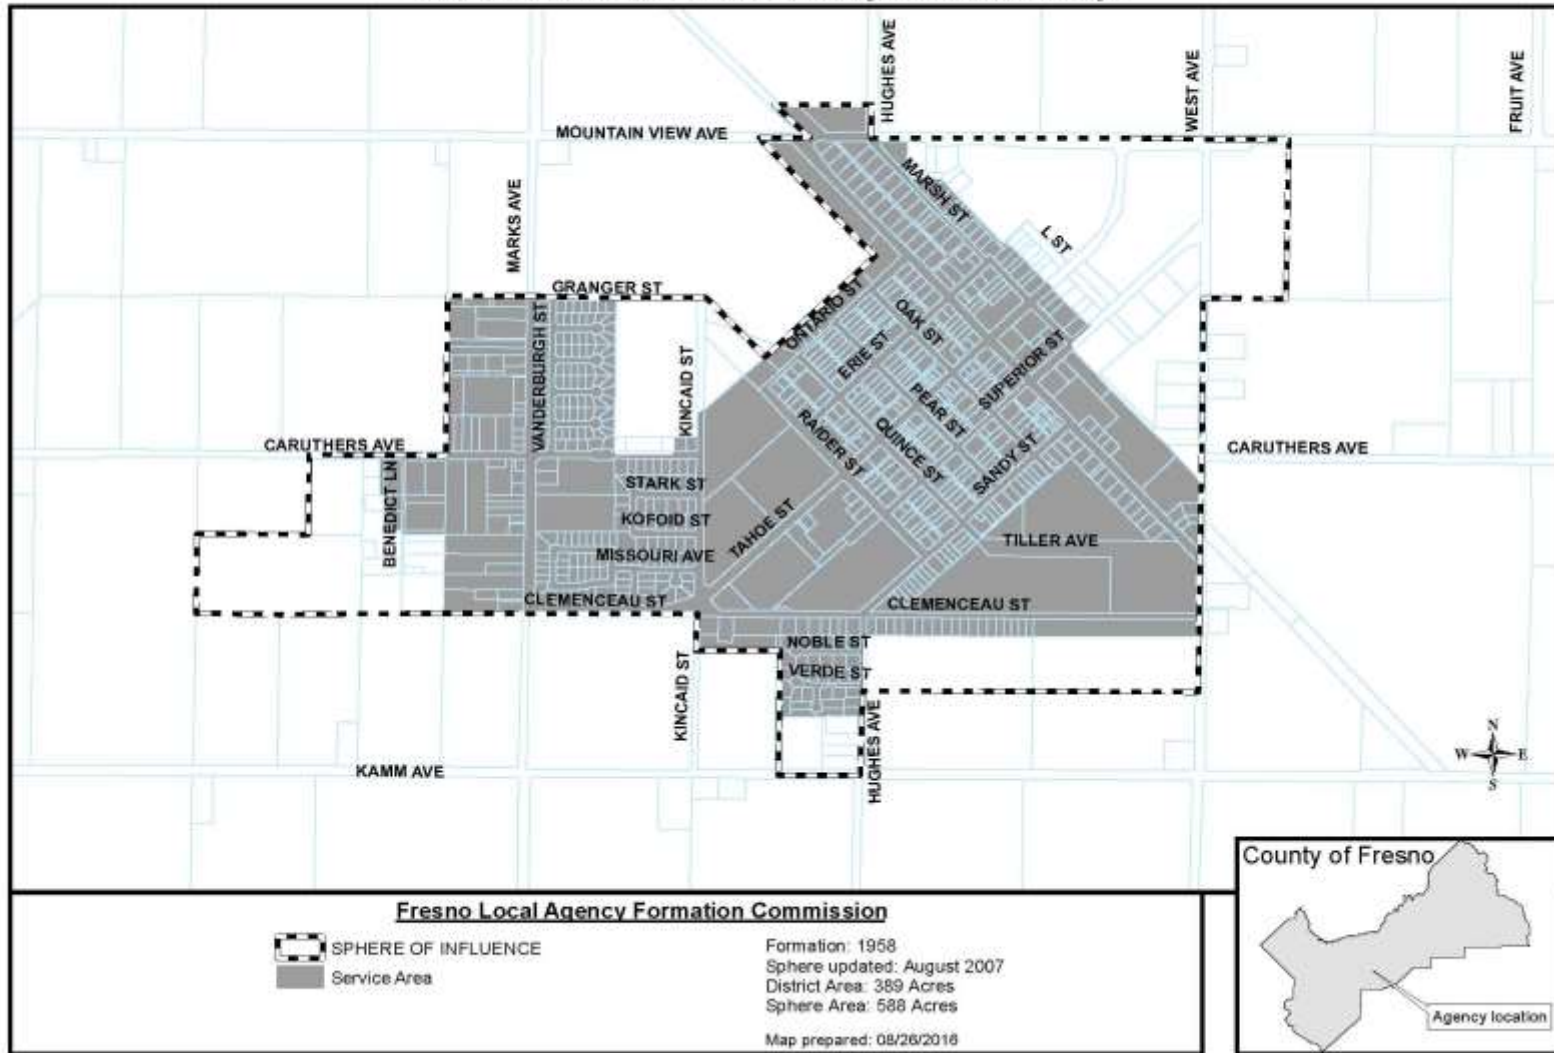 HUGHES AVE
WEST AVE
FRUIT AVE
MOUNTAIN VIEW AVE
MARSH ST
MARKS AVE
L ST
GRANGER ST
ONTARIO ST
OAK ST
VANDERBURGH ST
KINCAID ST
ERIE ST
SUPERIOR ST
PEAR ST
CARUTHERS AVE
RAIDER ST
QUINCE ST
SANDY ST
CARUTHERS AVE
BENEDICT LN
STARK ST
KOFOID ST
TAHOE ST
MISSOURI AVE
TILLER AVE
CLEMENCEAU ST
CLEMENCEAU ST
NOBLE ST
VERDE ST
KINCAID ST
HUGHES AVE
KAMM AVE
N
W
E
S
County of Fresno
Agency location
Fresno Local Agency Formation Commission
SPHERE OF INFLUENCE
Service Area
Formation: 1958
Sphere updated: August 2007
District Area: 389 Acres
Sphere Area: 588 Acres
Map prepared: 08/26/2016